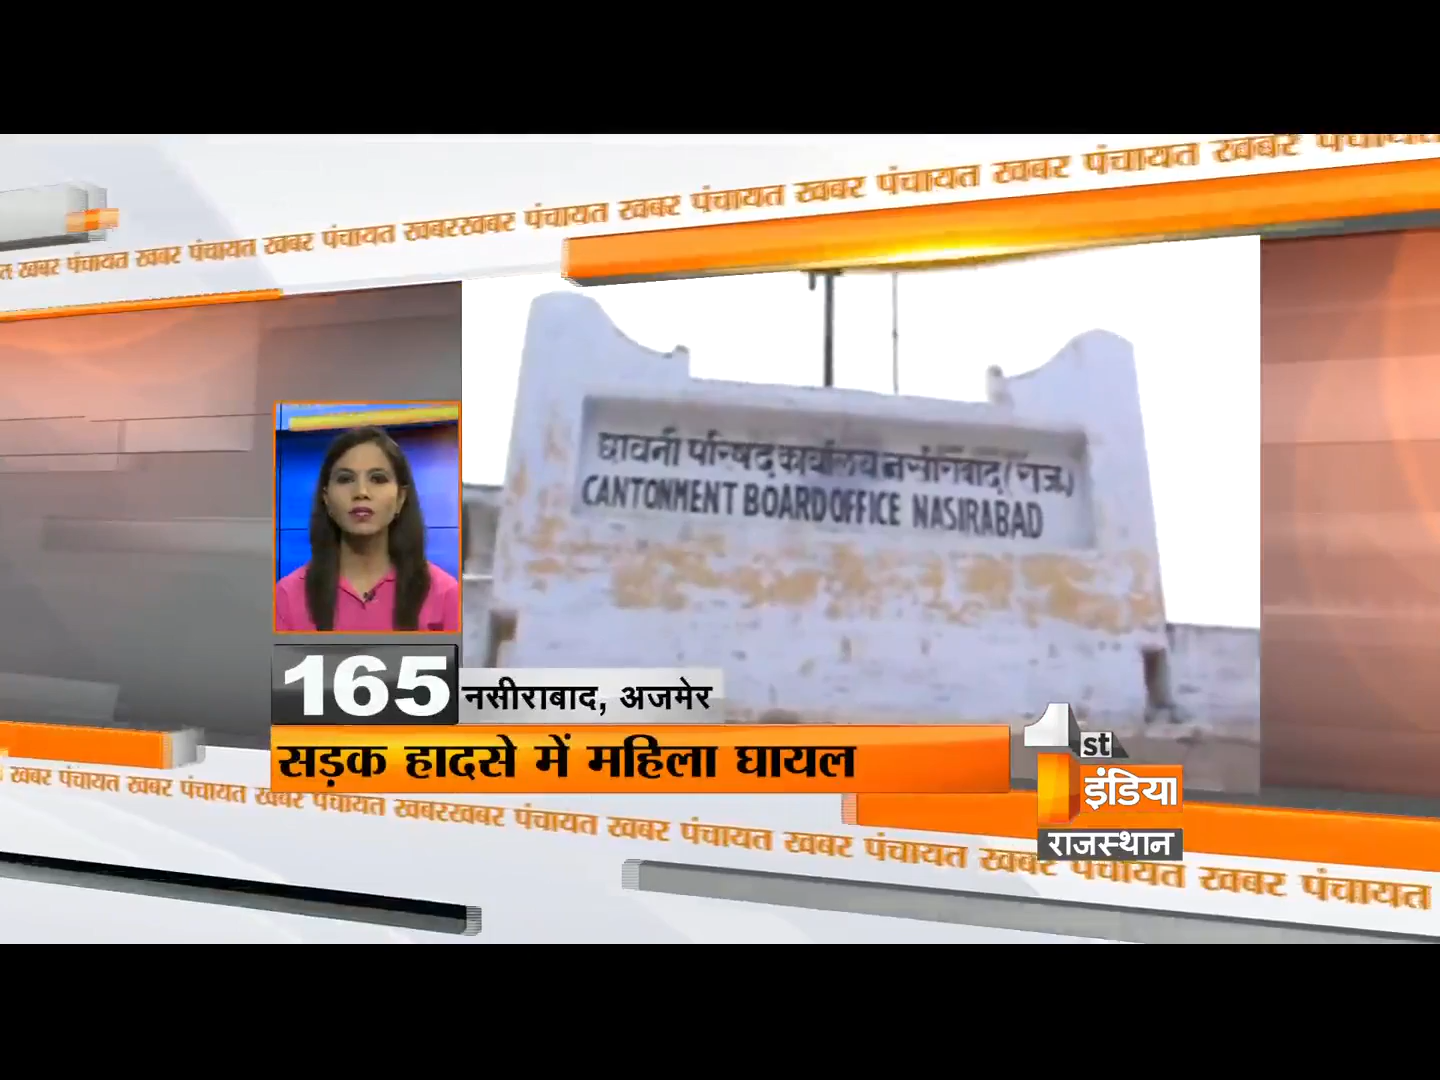 खबर पंचायत खबर पंचायत खबर पंचायत खबरखबर पंचायत खबर पंचायत खबर पंचायत खबर पंचायत खबर पंचायत
छावनी परिषद कार्यालय नसीराबाद (राज.)
CANTONMENT BOARD OFFICE NASIRABAD
165
नसीराबाद, अजमेर
सड़क हादसे में महिला घायल
1st
इंडिया
राजस्थान
खबर पंचायत खबर पंचायत खबर पंचायत खबरखबर पंचायत खबर पंचायत खबर पंचायत खबर पंचायत खबर पंचायत